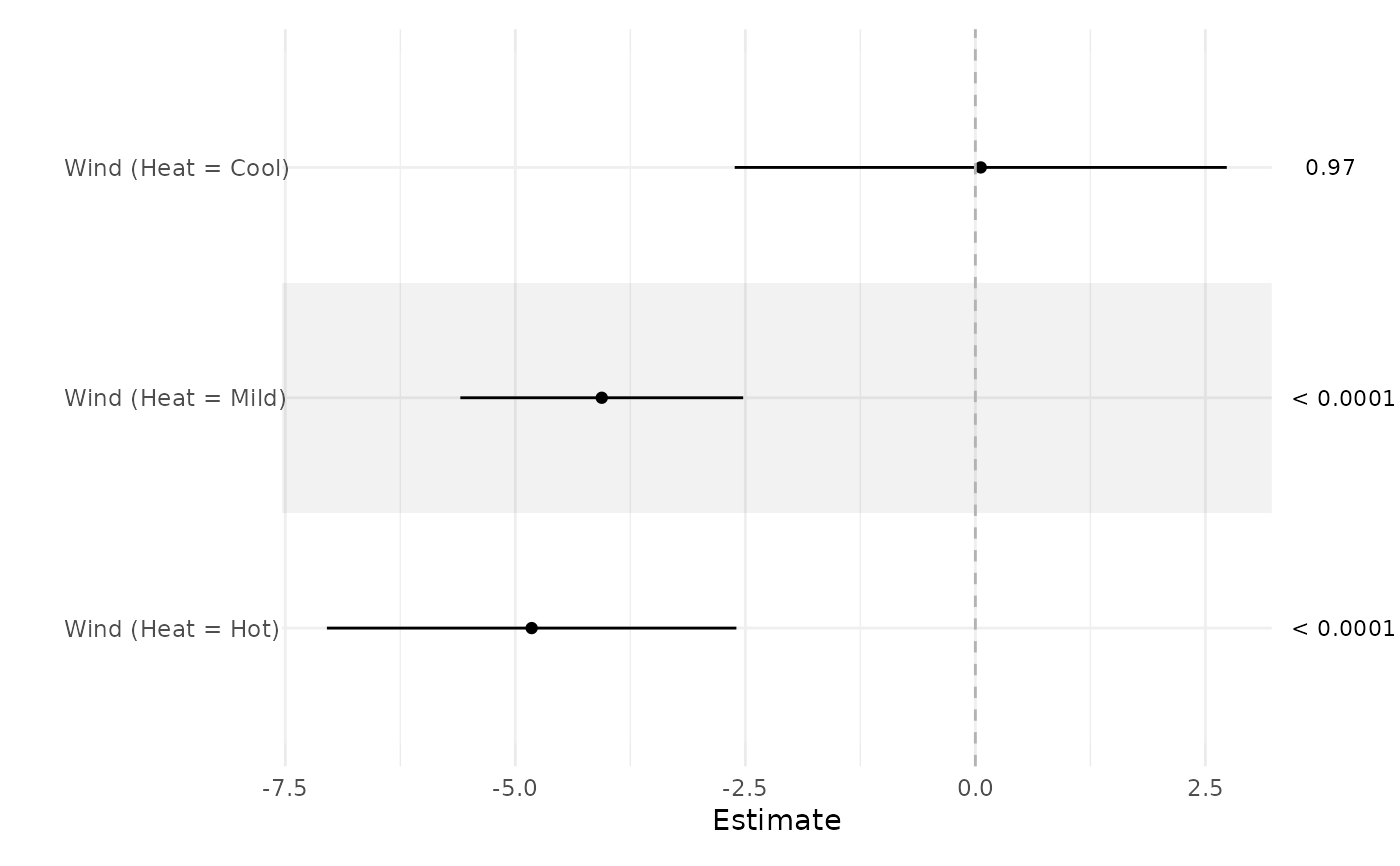 Wind (Heat = Cool) 0.97
Wind (Heat = Mild) < 0.0001
Wind (Heat = Hot) < 0.0001
-7.5 -5.0 -2.5 0.0 2.5
Estimate